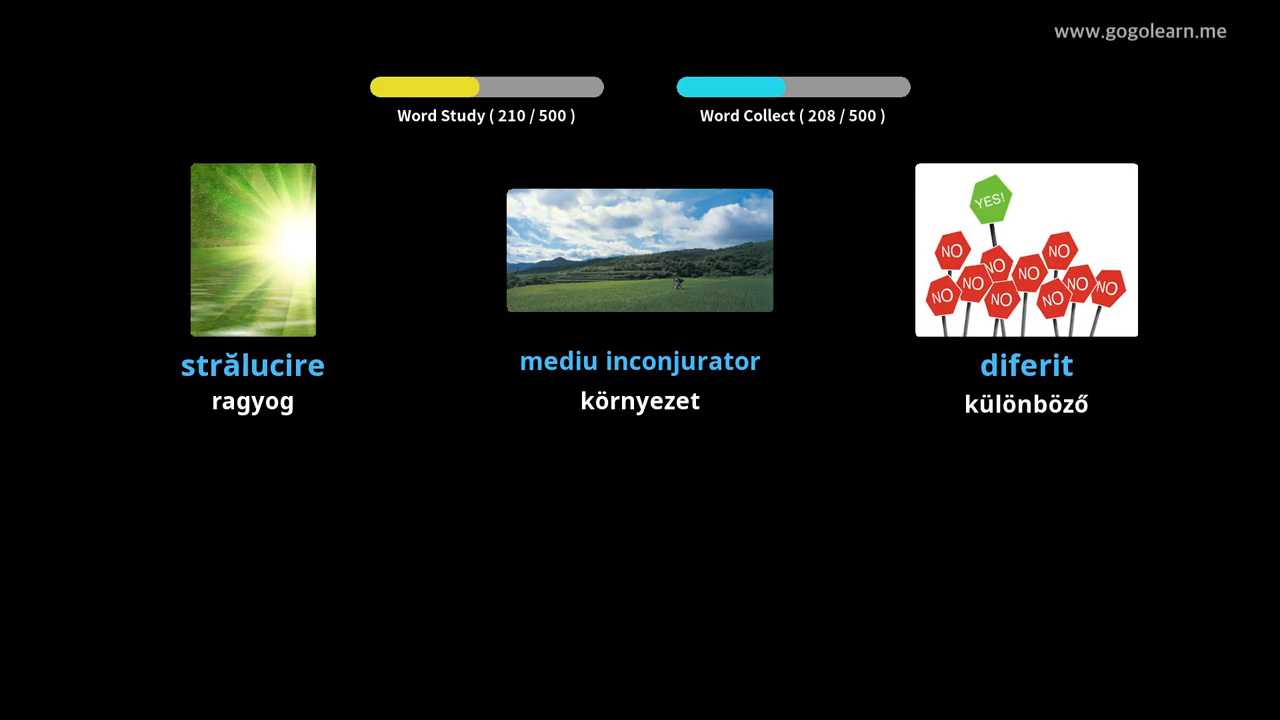 www.gogolearn.me
Word Study ( 210 / 500 )
Word Collect ( 208 / 500 )
YES!
NO
NO
NO
NO
NO
NO
NO
NO
NO
NO
strălucire
mediu inconjurator
diferit
ragyog
környezet
különböző